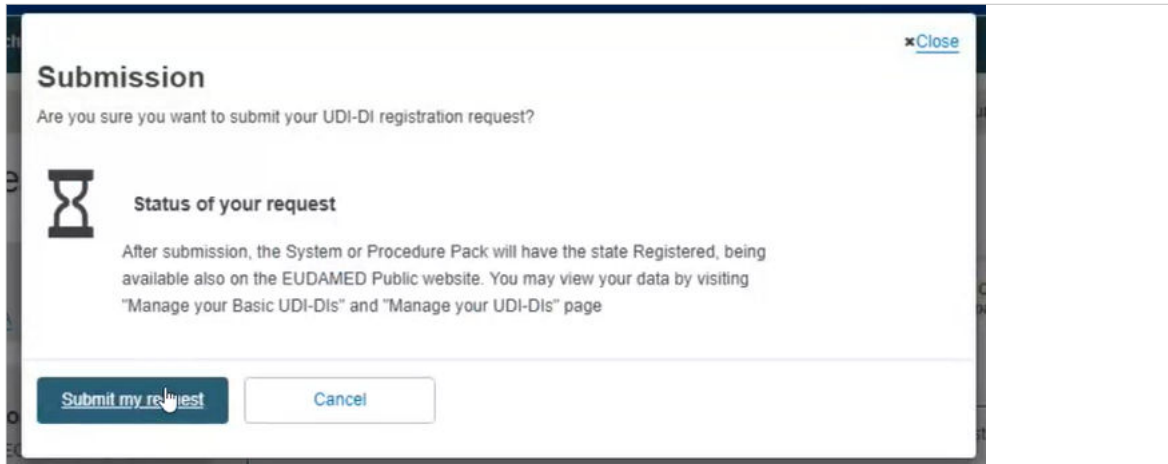 Close
Submission
Are you sure you want to submit your UDI-DI registration request?
Status of your request
After submission, the System or Procedure Pack will have the state Registered, being
available also on the EUDAMED Public website. You may view your data by visiting
"Manage your Basic UDI-DIs" and "Manage your UDI-DIs" page
Submit my request
Cancel